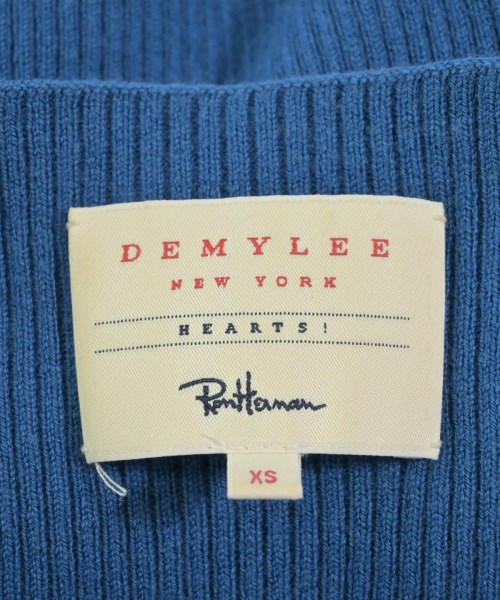 DEMYLEE
NEW YORK
HEARTS!
Ron Herman
XS